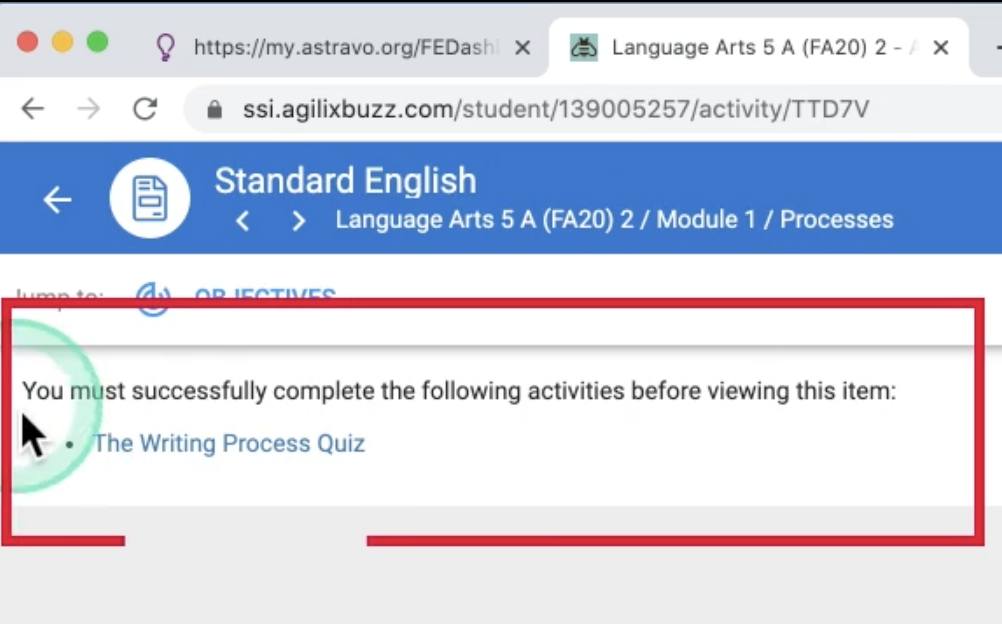 https://my.astravo.org/FEDashl
Language Arts 5 A (FA20) 2 - A
ssi.agilixbuzz.com/student/139005257/activity/TTD7V
Standard English
Language Arts 5 A (FA20) 2 / Module 1 / Processes
Jump to: OBJECTIVES
You must successfully complete the following activities before viewing this item:
• The Writing Process Quiz